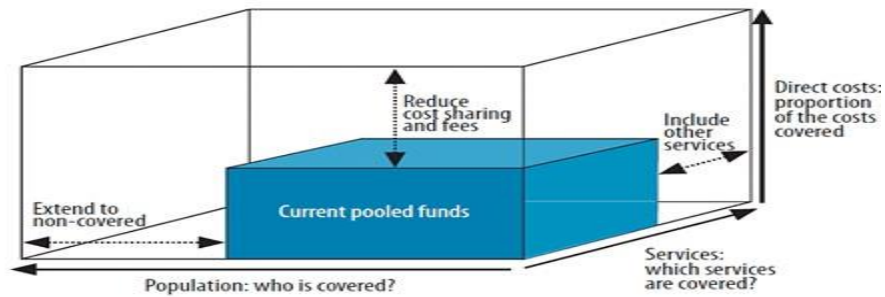 Reduce
cost sharing
and fees
Include
other
services
Direct costs:
proportion
of the costs
covered
Extend to
non-covered
Current pooled funds
Services:
which services
are covered?
Population: who is covered?